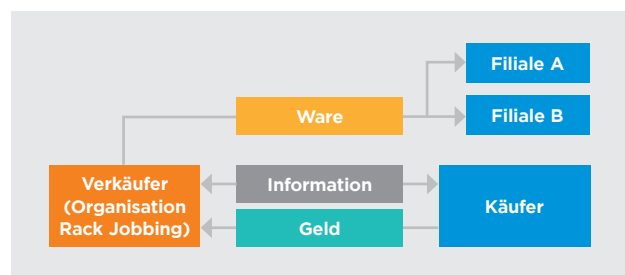 Filiale A
Ware
Filiale B
Verkäufer
(Organisation
Rack Jobbing)
Information
Käufer
Geld